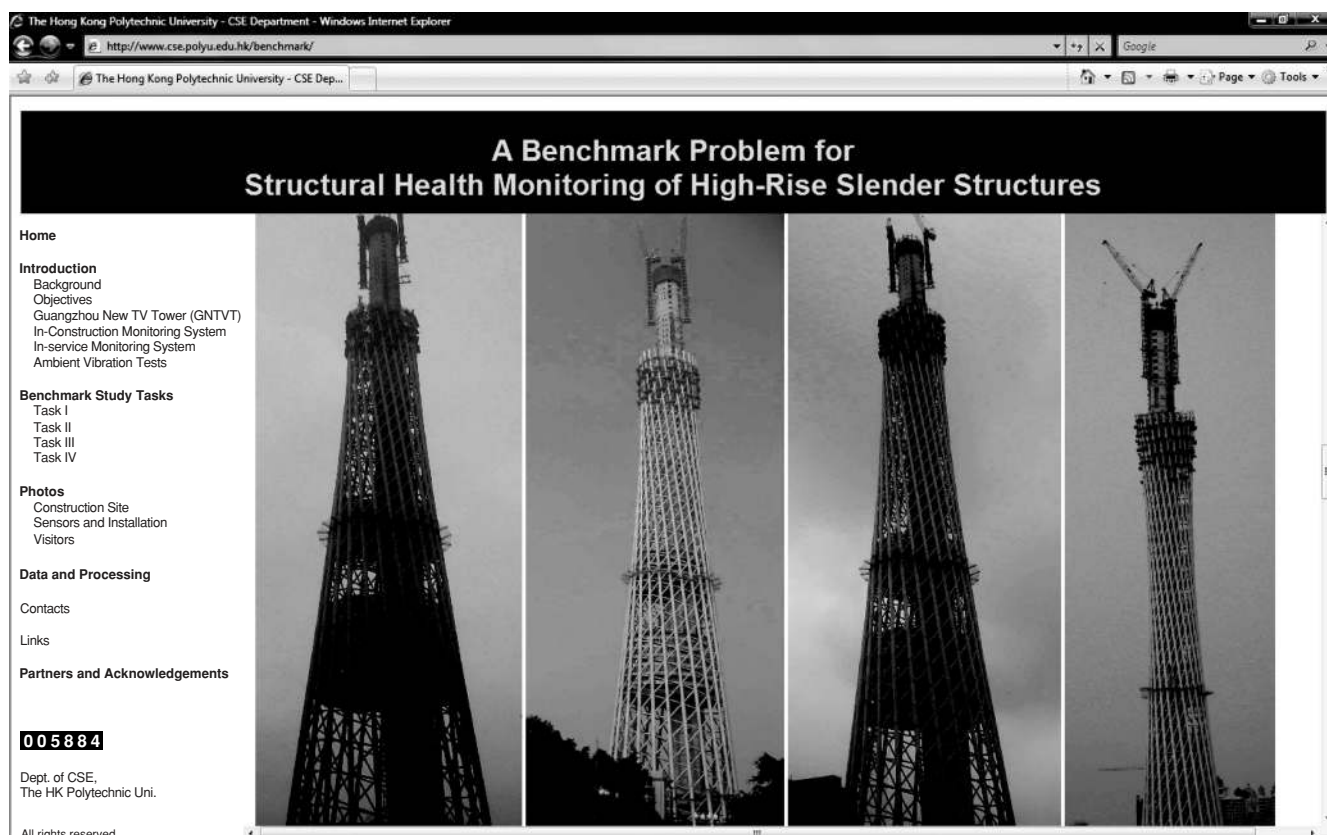 The Hong Kong Polytechnic University - CSE Department - Windows Internet Explorer
http://www.cse.polyu.edu.hk/benchmark/
Google
The Hong Kong Polytechnic University - CSE Dep...
Page
Tools
A Benchmark Problem for
Structural Health Monitoring of High-Rise Slender Structures
Home
Introduction
Background
Objectives
Guangzhou New TV Tower (GNTVT)
In-Construction Monitoring System
In-service Monitoring System
Ambient Vibration Tests
Benchmark Study Tasks
Task I
Task II
Task III
Task IV
Photos
Construction Site
Sensors and Installation
Visitors
Data and Processing
Contacts
Links
Partners and Acknowledgements
005884
Dept. of CSE,
The HK Polytechnic Uni.
All rights reserved